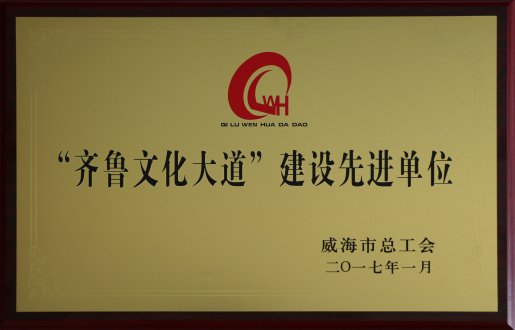 WH
QI LU WEN HUA DA DAO
“齐鲁文化大道”建设先进单位
威海市总工会
二〇一七年一月